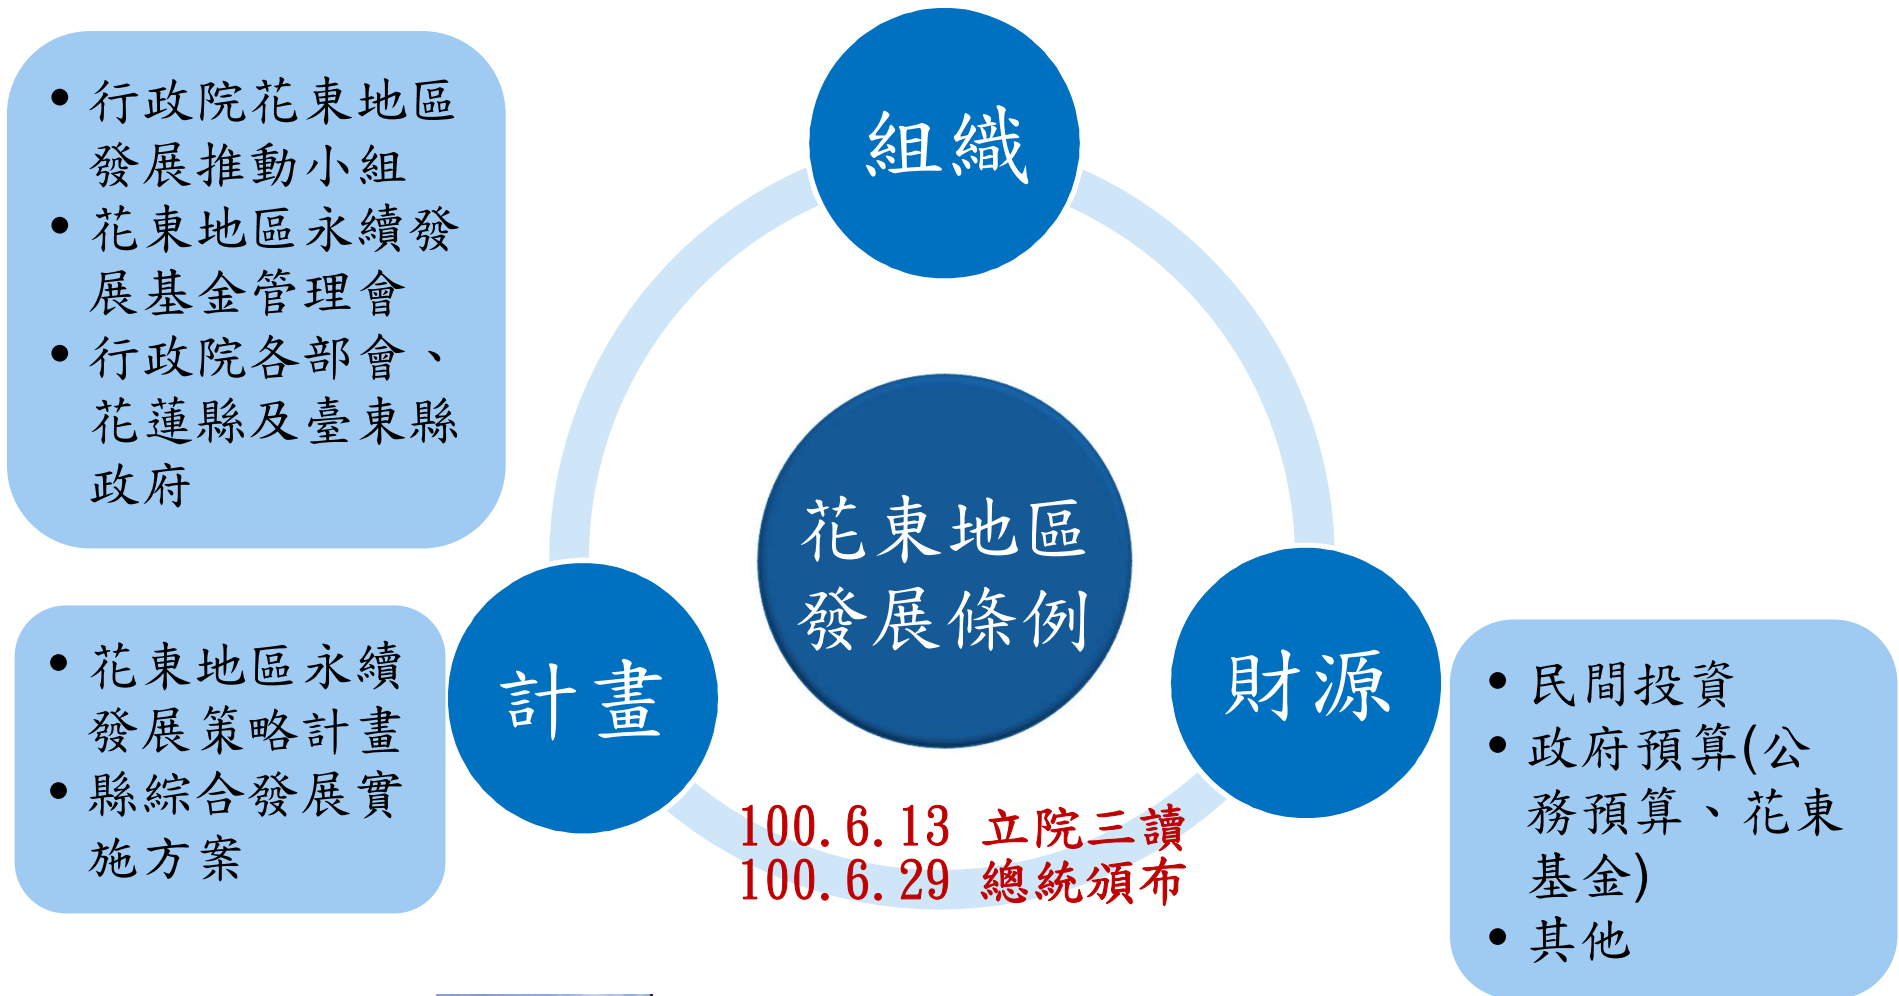 • 行政院花東地區
發展推動小組
• 花東地區永續發
展基金管理會
• 行政院各部會、
花蓮縣及臺東縣
政府
組織
花東地區
發展條例
• 花東地區永續
發展策略計畫
• 縣綜合發展實
施方案
計畫
財源
• 民間投資
• 政府預算(公
務預算、花東
基金)
• 其他
100.6.13 立院三讀
100.6.29 總統頒布